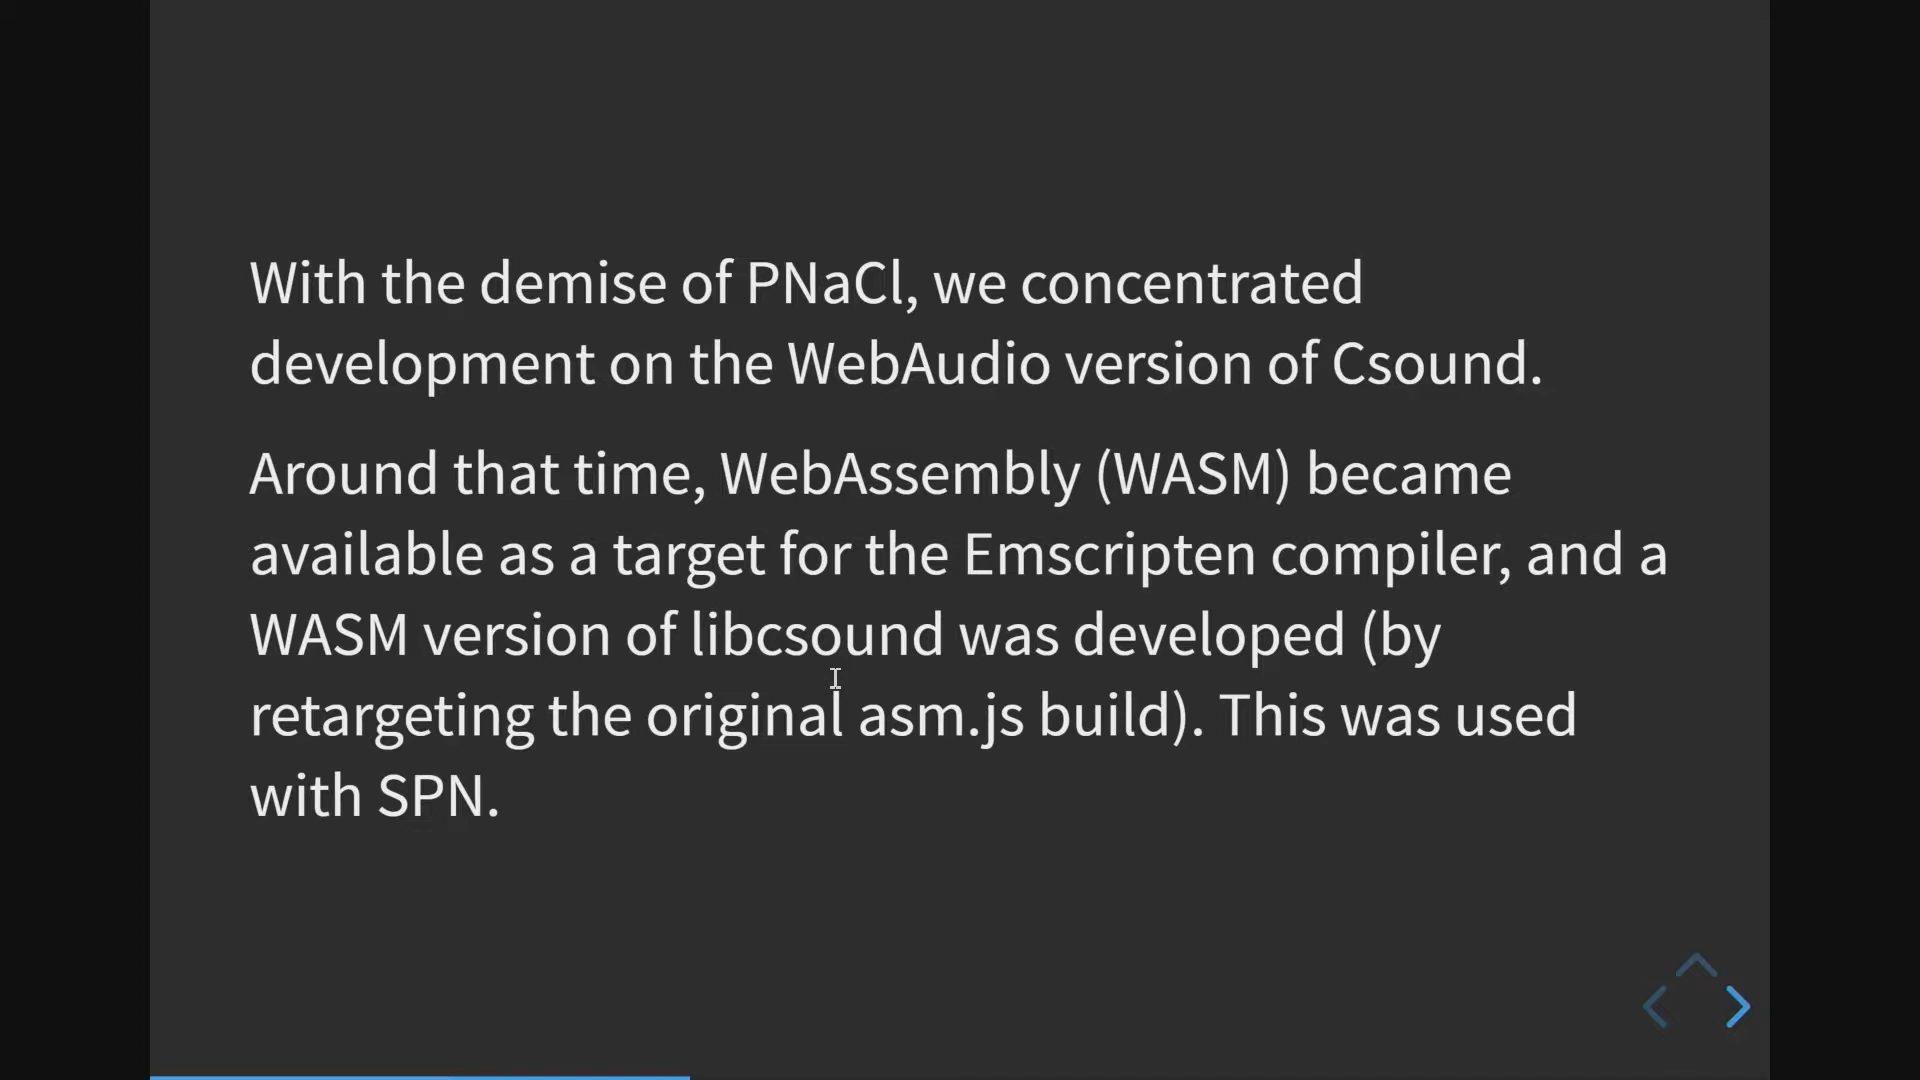 With the demise of PNaCl, we concentrated
development on the WebAudio version of Csound.
Around that time, WebAssembly (WASM) became
available as a target for the Emscripten compiler, and a
WASM version of libcsound was developed (by
retargeting the original asm.js build). This was used
with SPN.